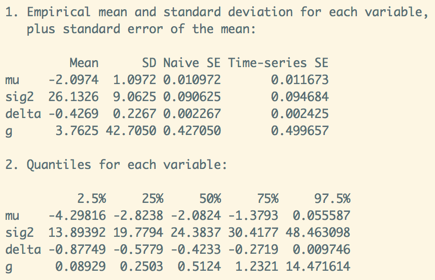 1. Empirical mean and standard deviation for each variable,
   plus standard error of the mean:

         Mean      SD Naive SE Time-series SE
mu    -2.0974  1.0972 0.010972       0.011673
sig2  26.1326  9.0625 0.090625       0.094684
delta -0.4269  0.2267 0.002267       0.002425
g      3.7625 42.7050 0.427050       0.499657

2. Quantiles for each variable:

          2.5%     25%     50%     75%     97.5%
mu    -4.29816 -2.8238 -2.0824 -1.3793  0.055587
sig2  13.89392 19.7794 24.3837 30.4177 48.463098
delta -0.87749 -0.5779 -0.4233 -0.2719  0.009746
g      0.08929  0.2503  0.5124  1.2321 14.471614